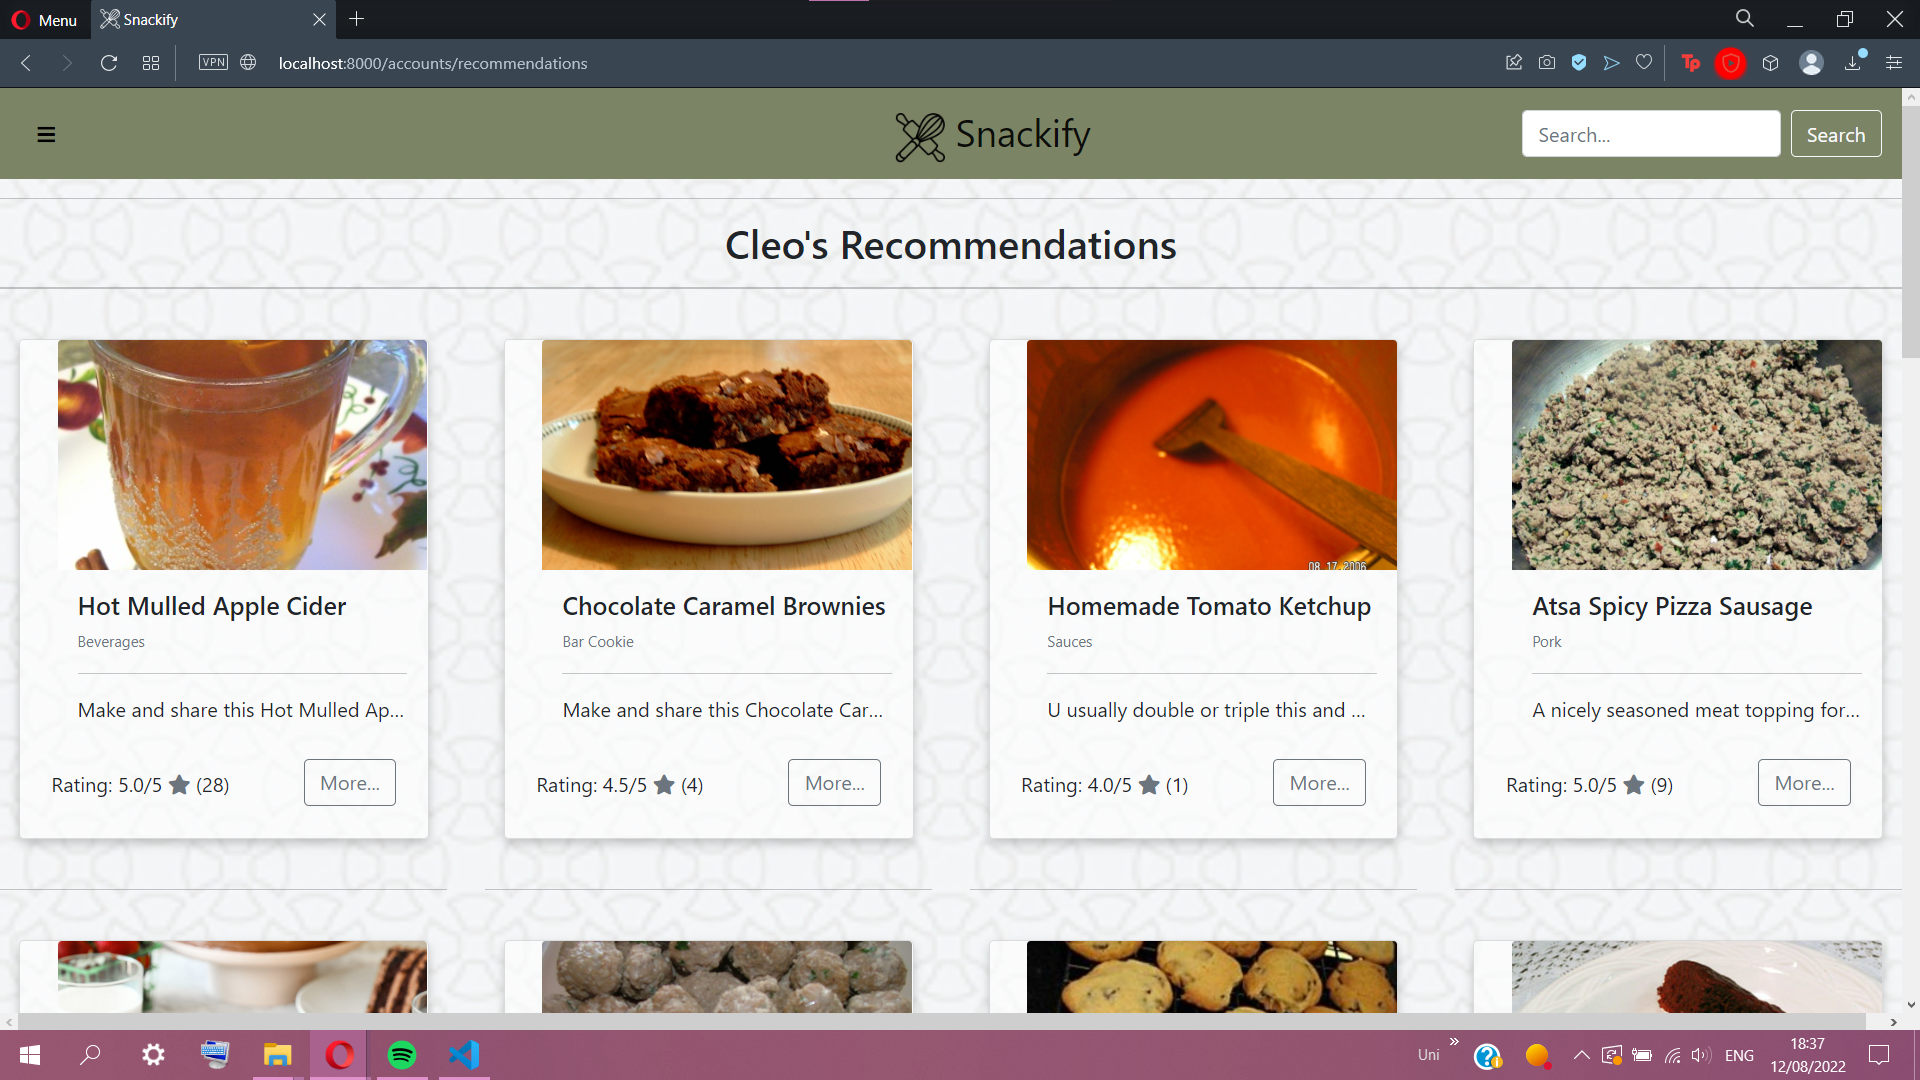 Menu
Snackify
VPN
localhost:8000/accounts/recommendations
Tp
Snackify
Search...
Search
Cleo's Recommendations
08 17 2006
Hot Mulled Apple Cider
Beverages
Make and share this Hot Mulled Ap...
Rating: 5.0/5 (28)
More...
Chocolate Caramel Brownies
Bar Cookie
Make and share this Chocolate Car...
Rating: 4.5/5 (4)
More...
Homemade Tomato Ketchup
Sauces
U usually double or triple this and ...
Rating: 4.0/5 (1)
More...
Atsa Spicy Pizza Sausage
Pork
A nicely seasoned meat topping for...
Rating: 5.0/5 (9)
More...
Uni
ENG
18:37
12/08/2022